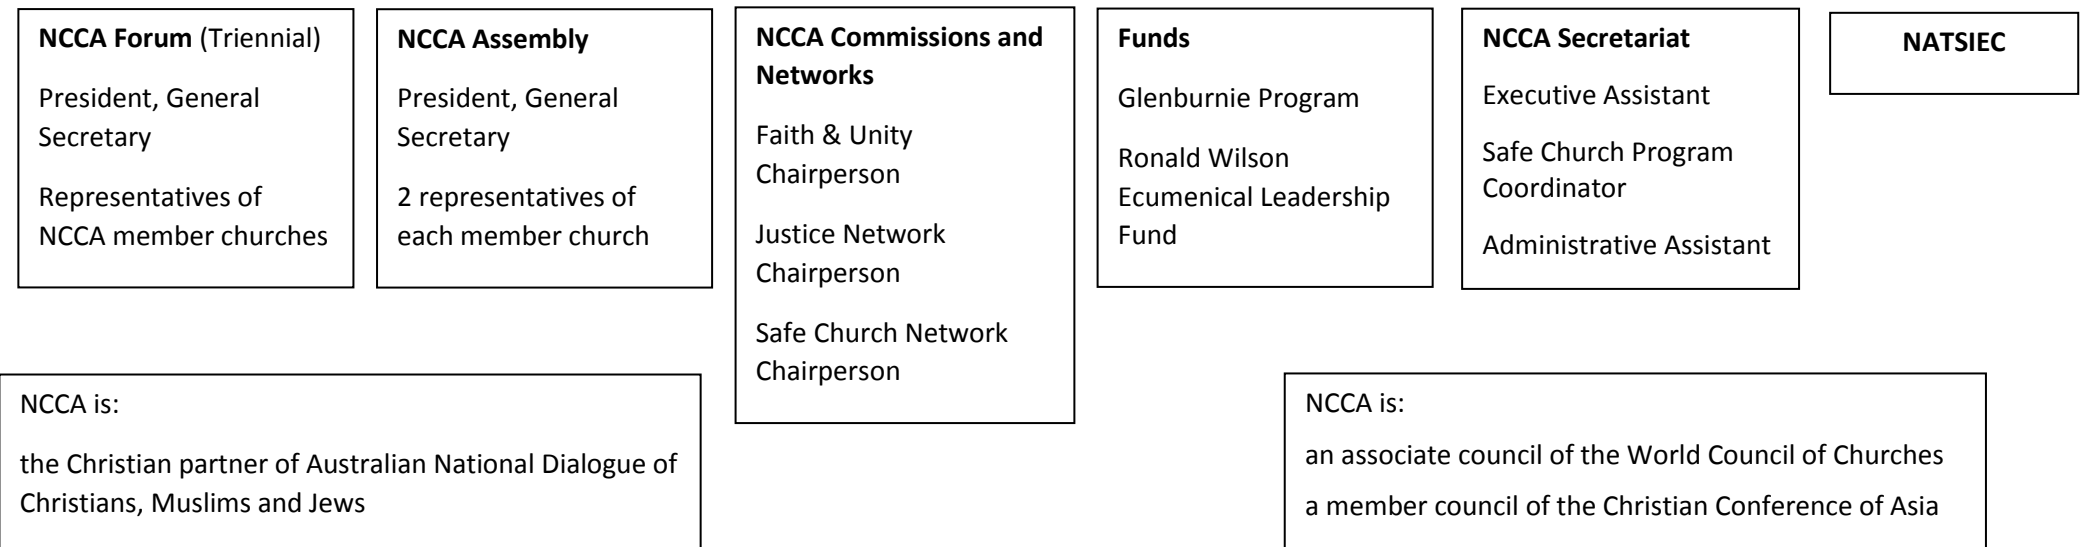 NCCA Forum (Triennial)
President, General
Secretary
Representatives of
NCCA member churches
NCCA Assembly
President, General
Secretary
2 representatives of
each member church
NCCA Commissions and
Networks
Faith & Unity
Chairperson
Justice Network
Chairperson
Safe Church Network
Chairperson
Funds
Glenburnie Program
Ronald Wilson
Ecumenical Leadership
Fund
NCCA Secretariat
Executive Assistant
Safe Church Program
Coordinator
Administrative Assistant
NATSIEC
NCCA is:
the Christian partner of Australian National Dialogue of
Christians, Muslims and Jews
NCCA is:
an associate council of the World Council of Churches
a member council of the Christian Conference of Asia